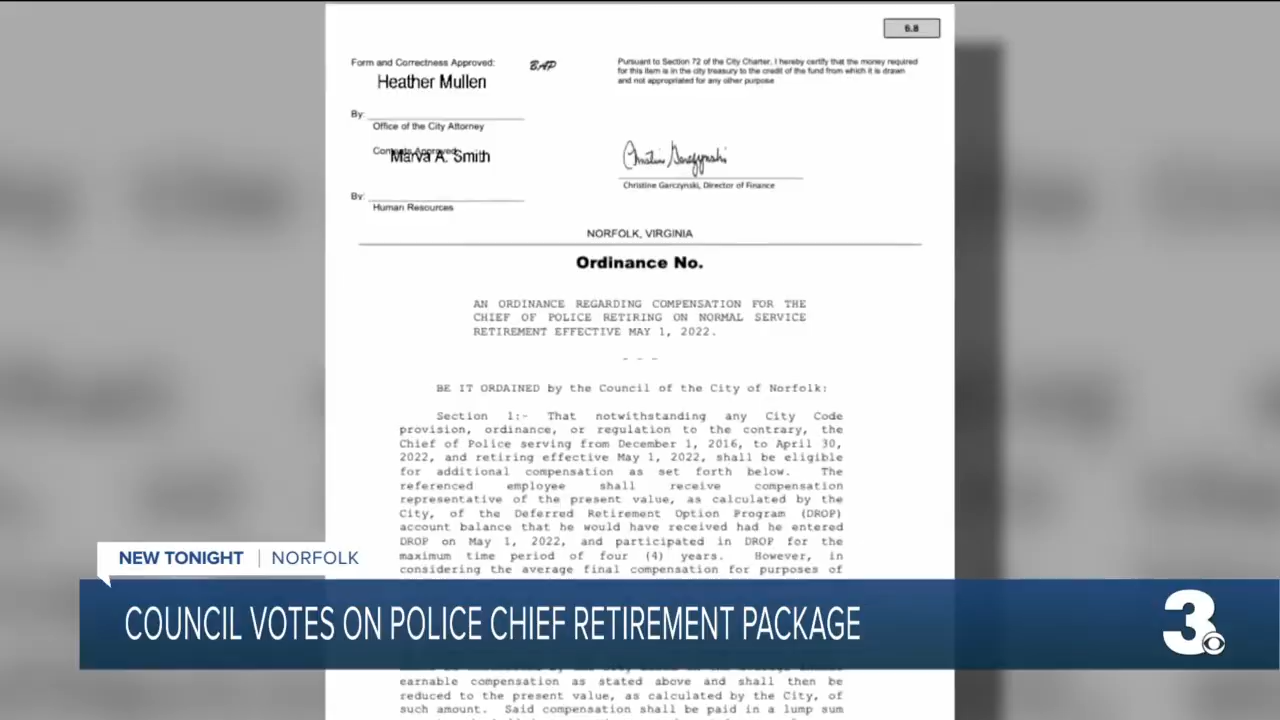 6.8
Form and Correctness Approved:
BAP
Heather Mullen
By:
Office of the City Attorney
Contents Approved:
Marva A. Smith
By:
Human Resources
Pursuant to Section 72 of the City Charter, I hereby certify that the money required
for this item is in the city treasury to the credit of the fund from which it is drawn
and not appropriated for any other purpose
Christine Garczynski
Christine Garczynski, Director of Finance
NORFOLK, VIRGINIA
Ordinance No.
AN ORDINANCE REGARDING COMPENSATION FOR THE
CHIEF OF POLICE RETIRING ON NORMAL SERVICE
RETIREMENT EFFECTIVE MAY 1, 2022.
- - -
BE IT ORDAINED by the Council of the City of Norfolk:
Section 1:- That notwithstanding any City Code
provision, ordinance, or regulation to the contrary, the
Chief of Police serving from December 1, 2016, to April 30,
2022, and retiring effective May 1, 2022, shall be eligible
for additional compensation as set forth below. The
referenced employee shall receive compensation
representative of the present value, as calculated by the
City, of the Deferred Retirement Option Program (DROP)
account balance that he would have received had he entered
DROP on May 1, 2022, and participated in DROP for the
maximum time period of four (4) years. However, in
considering the average final compensation for purposes of
NEW TONIGHT | NORFOLK
COUNCIL VOTES ON POLICE CHIEF RETIREMENT PACKAGE
3
earnable compensation as stated above and shall then be
reduced to the present value, as calculated by the City, of
such amount. Said compensation shall be paid in a lump sum